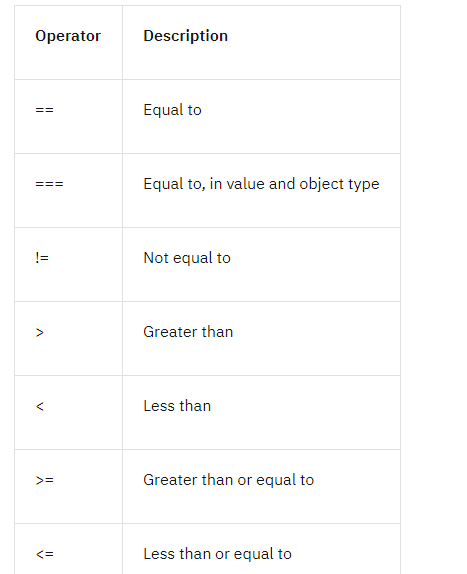 Operator Description
== Equal to
=== Equal to, in value and object type
!= Not equal to
> Greater than
< Less than
>= Greater than or equal to
<= Less than or equal to